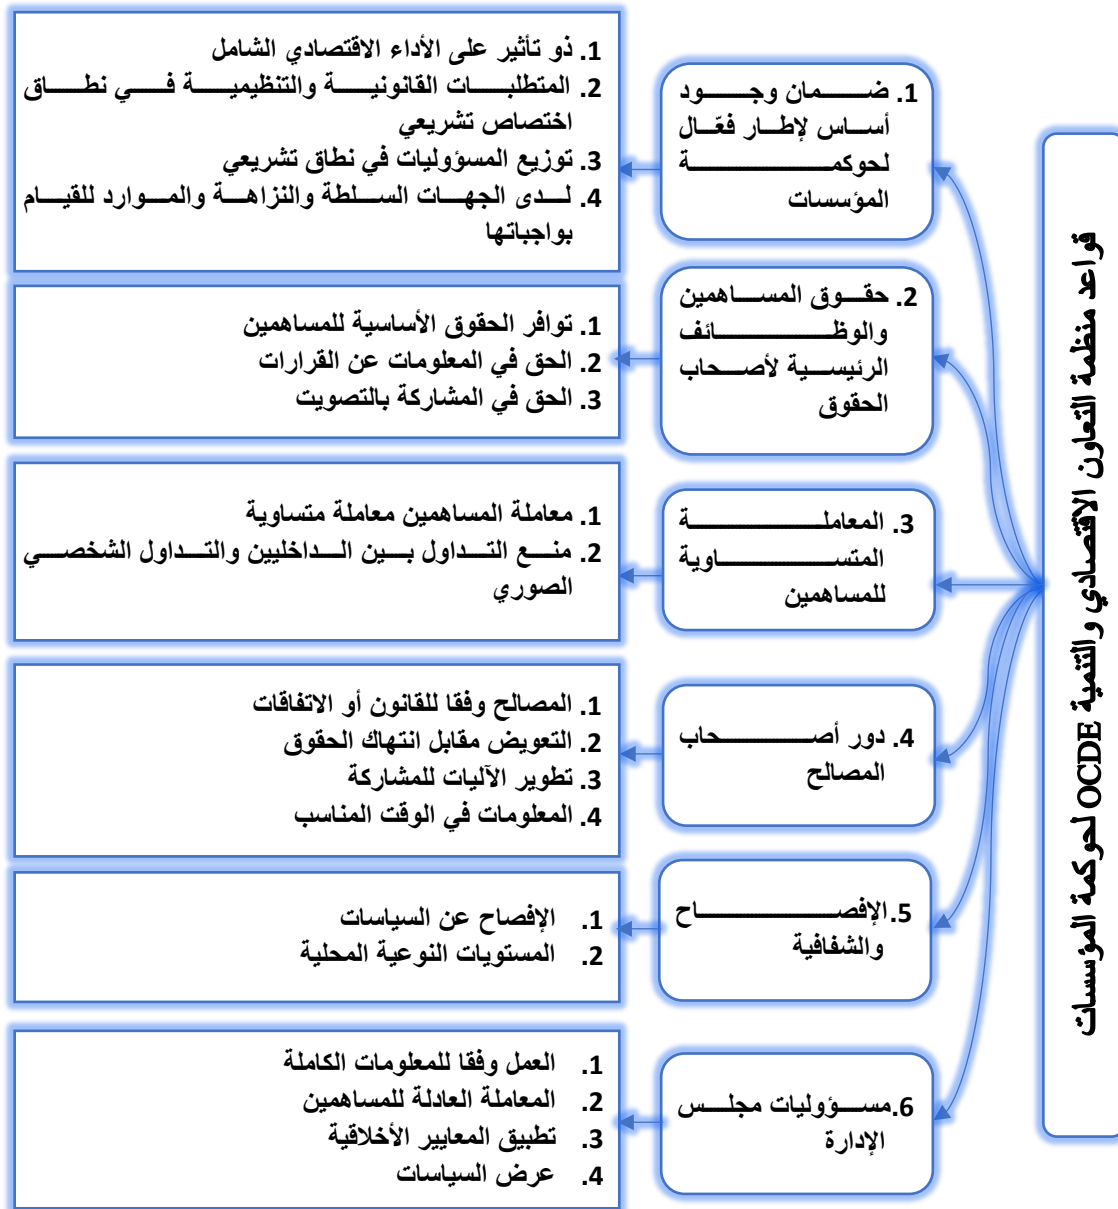 قواعد منظمة التعاون الاقتصادي والتنمية OCDE لحوكمة المؤسسات
1. ضمان وجود
أساس لإطار فعّال
لحوكمة
المؤسسات
1. ذو تأثير على الأداء الاقتصادي الشامل
2. المتطلبات القانونية والتنظيمية في نطاق
اختصاص تشريعي
3. توزيع المسؤوليات في نطاق تشريعي
4. لدى الجهات السلطة والنزاهة والموارد للقيام
بواجباتها
2. حقوق المساهمين
والوظائف
الرئيسية لأصحاب
الحقوق
1. توافر الحقوق الأساسية للمساهمين
2. الحق في المعلومات عن القرارات
3. الحق في المشاركة بالتصويت
3. المعاملة
المتساوية
للمساهمين
1. معاملة المساهمين معاملة متساوية
2. منع التداول بين الداخليين والتداول الشخصي
الصوري
4. دور أصحاب
المصالح
1. المصالح وفقا للقانون أو الاتفاقات
2. التعويض مقابل انتهاك الحقوق
3. تطوير الآليات للمشاركة
4. المعلومات في الوقت المناسب
5. الإفصاح
والشفافية
1. الإفصاح عن السياسات
2. المستويات النوعية المحلية
6. مسؤوليات مجلس
الإدارة
1. العمل وفقا للمعلومات الكاملة
2. المعاملة العادلة للمساهمين
3. تطبيق المعايير الأخلاقية
4. عرض السياسات